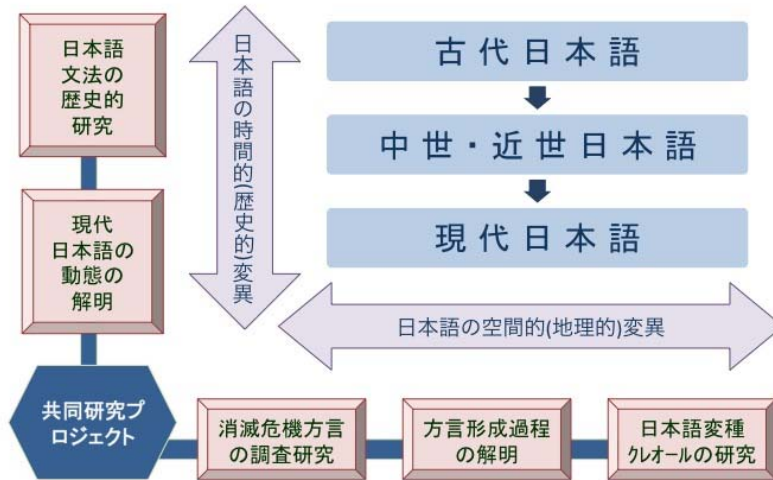 日本語
文法の
歴史的
研究
現代
日本語の
動態の
解明
共同研究プ
ロジェクト
日本語の時間的(歴史的)変異
古代日本語
中世・近世日本語
現代日本語
日本語の空間的(地理的)変異
消滅危機方言
の調査研究
方言形成過程
の解明
日本語変種
ｸﾚｵｰﾙの研究